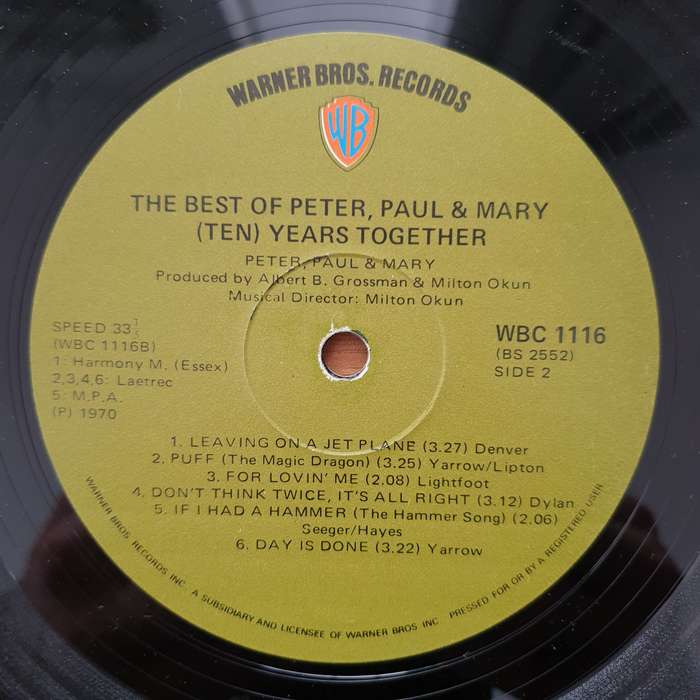 WARNER BROS. RECORDS
WB
THE BEST OF PETER, PAUL & MARY
(TEN) YEARS TOGETHER
PETER, PAUL & MARY
Produced by Albert B. Grossman & Milton Okun
Musical Director: Milton Okun
SPEED 33⅓
(WBC 1116B)
1: Harmony M. (Essex)
2,3,4,6: Laetrec
5: M.P.A.
(P) 1970
WBC 1116
(BS 2552)
SIDE 2
1. LEAVING ON A JET PLANE (3.27) Denver
2. PUFF (The Magic Dragon) (3.25) Yarrow/Lipton
3. FOR LOVIN' ME (2.08) Lightfoot
4. DON'T THINK TWICE, IT'S ALL RIGHT (3.12) Dylan
5. IF I HAD A HAMMER (The Hammer Song) (2.06)
Seeger/Hayes
6. DAY IS DONE (3.22) Yarrow
WARNER BROS. RECORDS INC. A SUBSIDIARY AND LICENSEE OF WARNER BROS INC. PRESSED FOR OR BY A REGISTERED USER